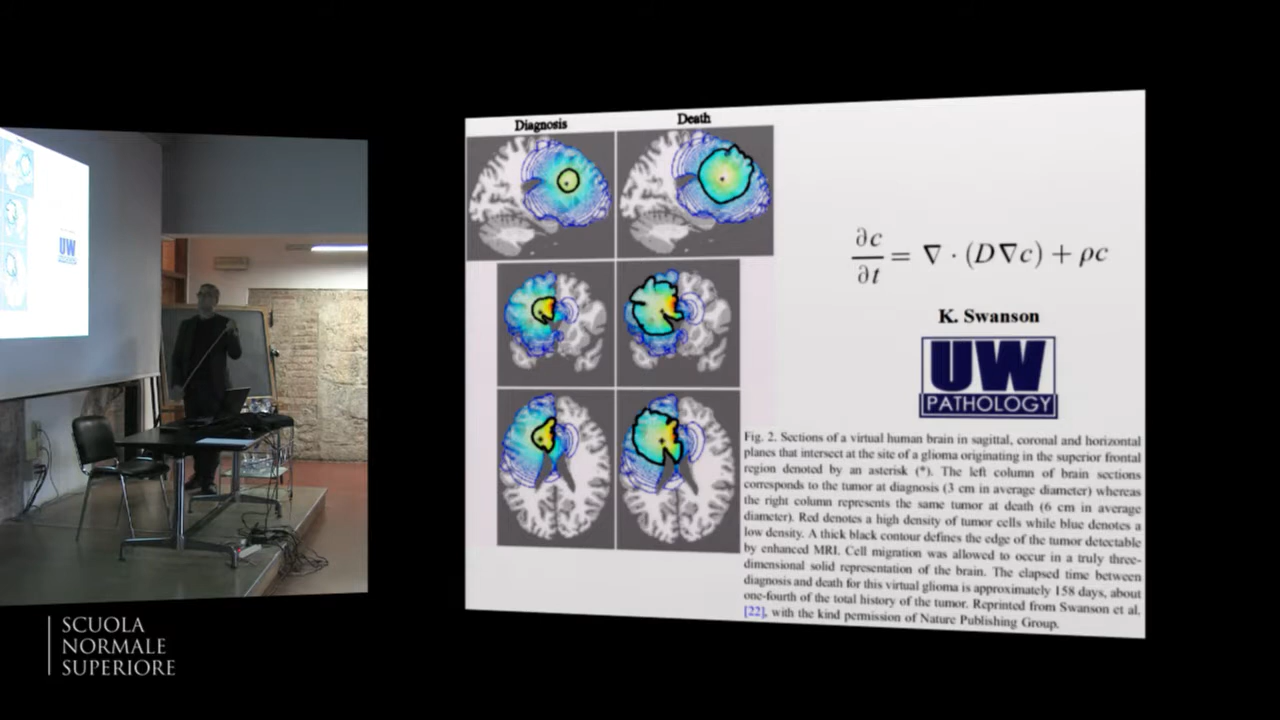 Diagnosis
Death
∂c/∂t = ∇ · (D∇c) + ρc
K. Swanson
UW
PATHOLOGY
Fig. 2. Sections of a virtual human brain in sagittal, coronal and horizontal
planes that intersect at the site of a glioma originating in the superior frontal
region denoted by an asterisk (*). The left column of brain sections
corresponds to the tumor at diagnosis (3 cm in average diameter) whereas
the right column represents the same tumor at death (6 cm in average
diameter). Red denotes a high density of tumor cells while blue denotes a
low density. A thick black contour defines the edge of the tumor detectable
by enhanced MRI. Cell migration was allowed to occur in a truly three-
dimensional solid representation of the brain. The elapsed time between
diagnosis and death for this virtual glioma is approximately 158 days, about
one-fourth of the total history of the tumor. Reprinted from Swanson et al.
[22], with the kind permission of Nature Publishing Group.
UW
SCUOLA
NORMALE
SUPERIORE